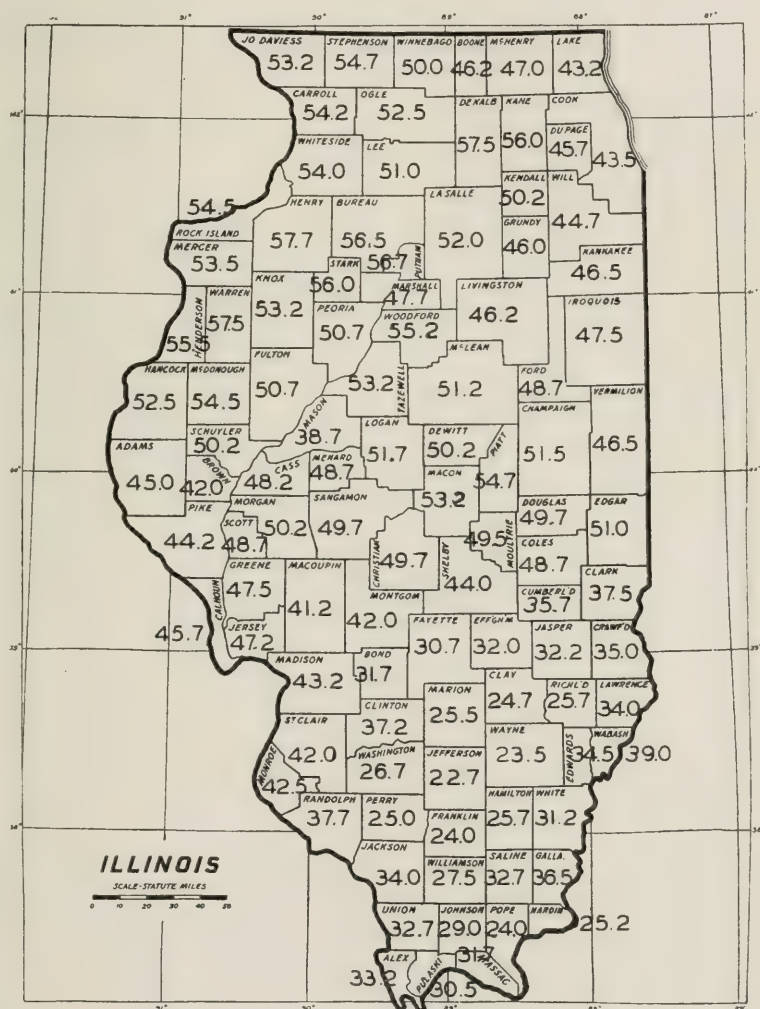 91° 90 89 88 87
JO DAVIESS STEPHENSON WINNEBAGO BOONE McHENRY LAKE
53.2 54.7 50.0 46.2 47.0 43.2
CARROLL OGLE DE KALB KANE COOK
54.2 52.5 57.5 56.0 43.5
DU PAGE
45.7
WHITESIDE LEE KENDALL WILL
54.0 51.0 50.2 44.7
54.5
ROCK ISLAND
HENRY BUREAU LA SALLE GRUNDY
57.7 56.5 52.0 46.0
MERCER
53.5
KANKAKEE
46.5
STARK 56.7 PUTNAM
56.0
KNOX MARSHALL LIVINGSTON IROQUOIS
53.2 47.7 46.2 47.5
HENDERSON WARREN PEORIA WOODFORD
55.5 57.5 50.7 55.2
FULTON McLEAN
50.7 53.2 TAZEWELL 51.2
HANCOCK McDONOUGH FORD VERMILION
52.5 54.5 48.7 46.5
MASON
38.7
CHAMPAIGN
51.5
SCHUYLER LOGAN DEWITT PIATT
50.2 51.7 50.2 54.7
ADAMS
45.0
BROWN CASS MENARD MACON
42.0 48.2 48.7 53.2
PIKE MORGAN SANGAMON DOUGLAS EDGAR
44.2 50.2 49.7 49.7 51.0
SCOTT
48.7
CHRISTIAN SHELBY 49.5 MOULTRIE COLES
49.7 44.0 48.7
GREENE MACOUPIN CLARK
47.5 41.2 37.5
CUMBERL'D
35.7
CALHOUN MONTGOM
45.7 42.0
JERSEY FAYETTE EFFGHM JASPER CRAWF'D
47.2 30.7 32.0 32.2 35.0
MADISON BOND
43.2 31.7
CLAY RICHL'D LAWRENCE
24.7 25.7 34.0
CLINTON MARION
37.2 25.5
ST CLAIR WAYNE EDWARDS WABASH
42.0 23.5 34.5 39.0
WASHINGTON JEFFERSON
26.7 22.7
MONROE
42.5
RANDOLPH PERRY HAMILTON WHITE
37.7 25.0 25.7 31.2
FRANKLIN
24.0
JACKSON WILLIAMSON SALINE GALLA.
34.0 27.5 32.7 36.5
ILLINOIS
SCALE-STATUTE MILES
0 10 20 30 40 50
UNION JOHNSON POPE HARDIN
32.7 29.0 24.0 25.2
ALEX PULASKI 31.7 MASSAC
33.2 30.5